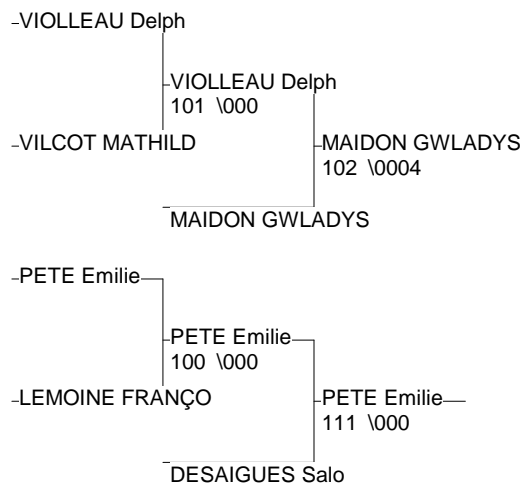 VIOLLEAU Delph
VIOLLEAU Delph
101 \000
VILCOT MATHILD
MAIDON GWLADYS
102 \0004
MAIDON GWLADYS
PETE Emilie
PETE Emilie
100 \000
LEMOINE FRANÇO
PETE Emilie
111 \000
DESAIGUES Salo